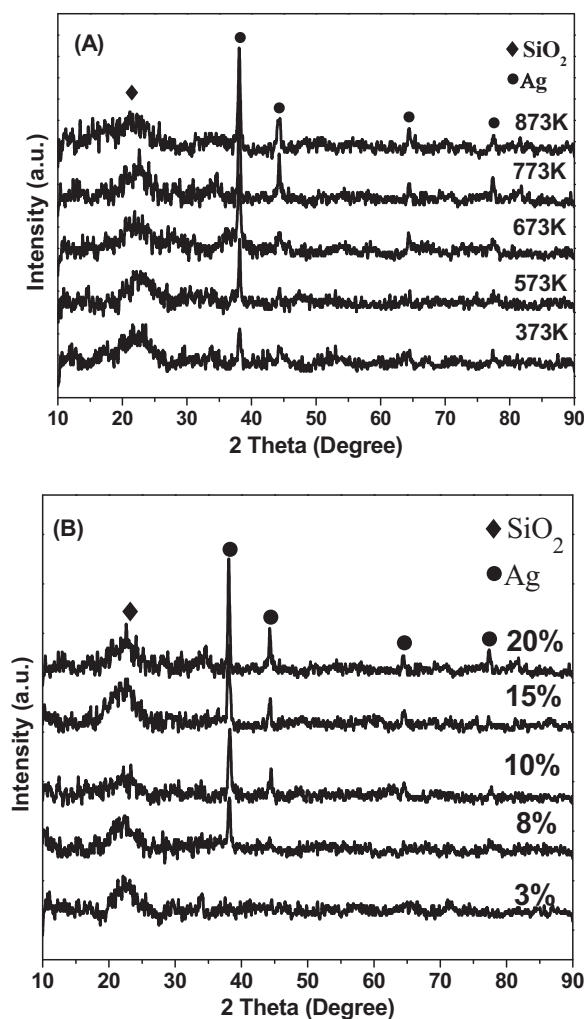 (A)
◆ SiO₂
● Ag
873K
773K
673K
573K
373K
Intensity (a.u.)
10 20 30 40 50 60 70 80 90
2 Theta (Degree)
(B)
◆ SiO₂
● Ag
20%
15%
10%
8%
3%
Intensity (a.u.)
10 20 30 40 50 60 70 80 90
2 Theta (Degree)